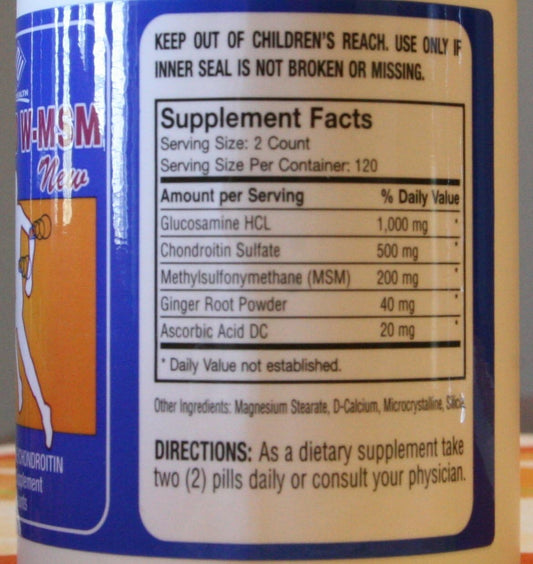 KEEP OUT OF CHILDREN'S REACH. USE ONLY IF
INNER SEAL IS NOT BROKEN OR MISSING.
Supplement Facts
Serving Size: 2 Count
Serving Size Per Container: 120
Amount per Serving % Daily Value
Glucosamine HCL 1,000 mg *
Chondroitin Sulfate 500 mg *
Methylsulfonymethane (MSM) 200 mg *
Ginger Root Powder 40 mg *
Ascorbic Acid DC 20 mg *
* Daily Value not established.
Other Ingredients: Magnesium Stearate, D-Calcium, Microcrystalline,
DIRECTIONS: As a dietary supplement take
two (2) pills daily or consult your physician.
W-MSM
New
CHONDROITIN